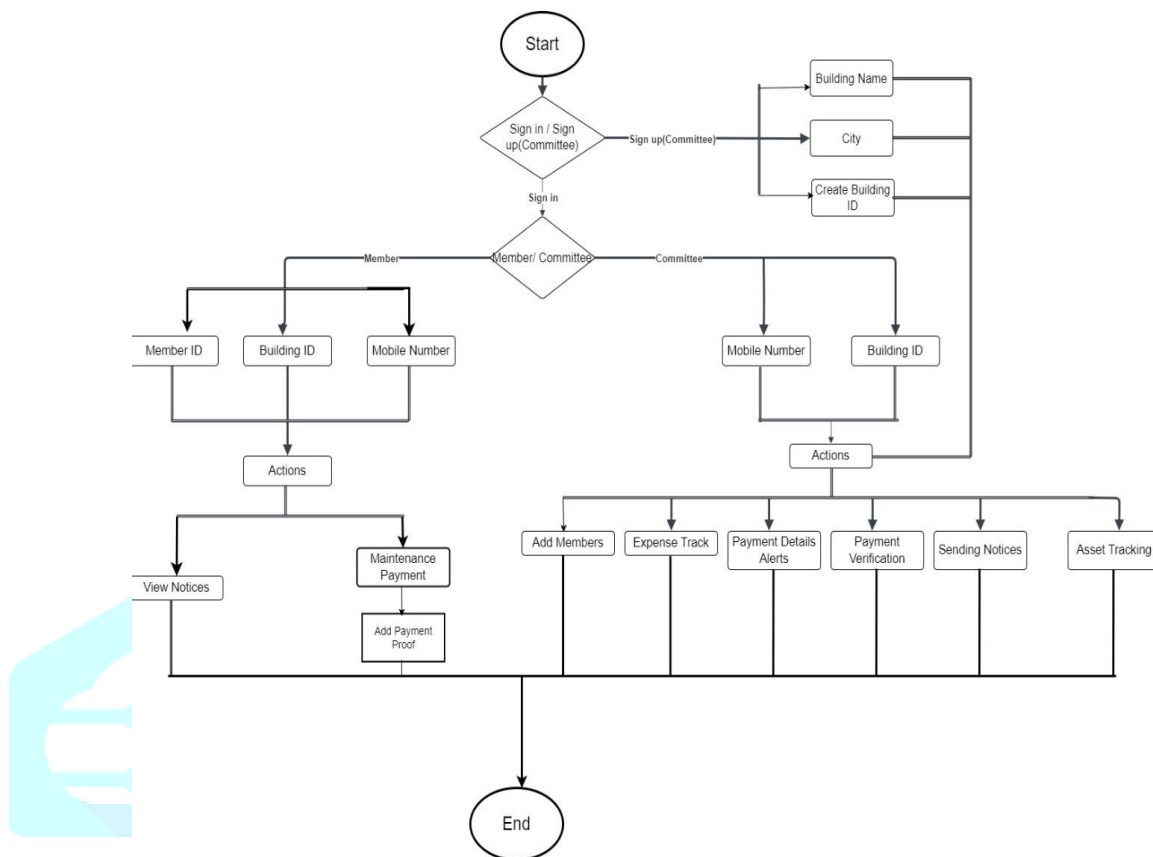 Start
Building Name
Sign in / Sign
up(Committee)
Sign up(Committee)
City
Create Building
ID
Sign in
Member
Member/ Committee
Committee
Member ID
Building ID
Mobile Number
Mobile Number
Building ID
Actions
Actions
Add Members
Expense Track
Payment Details
Alerts
Payment
Verification
Sending Notices
Asset Tracking
Maintenance
Payment
View Notices
Add Payment
Proof
End